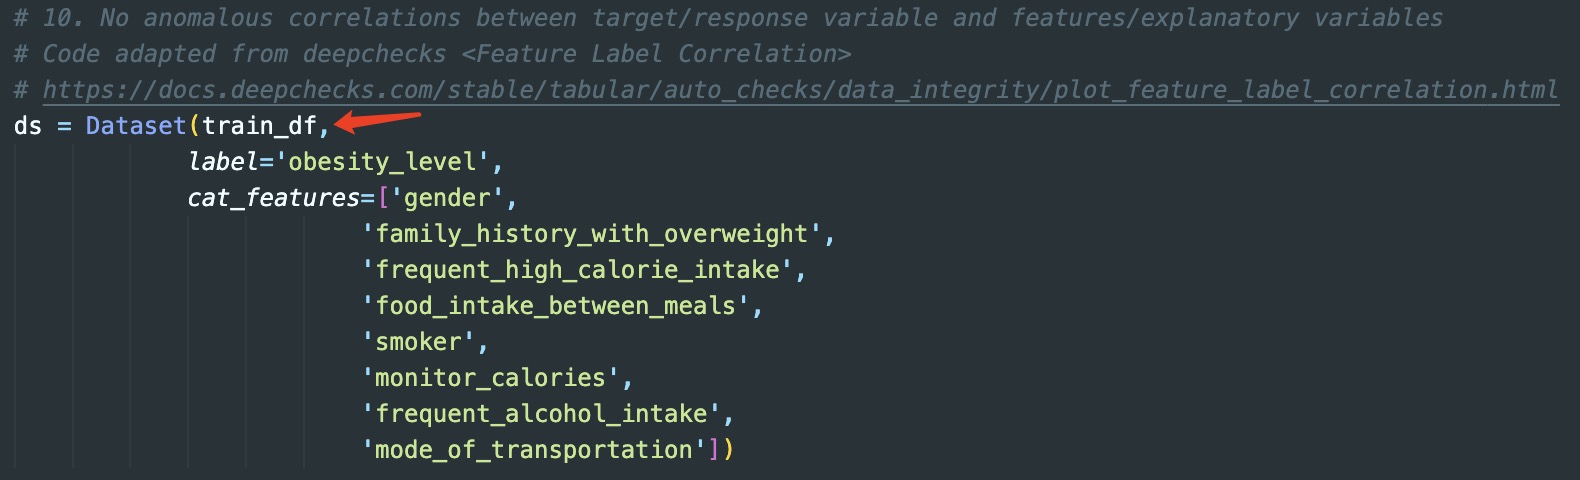 # 10. No anomalous correlations between target/response variable and features/explanatory variables
# Code adapted from deepchecks <Feature Label Correlation>
# https://docs.deepchecks.com/stable/tabular/auto_checks/data_integrity/plot_feature_label_correlation.html
ds = Dataset(train_df,
label='obesity_level',
cat_features=['gender',
'family_history_with_overweight',
'frequent_high_calorie_intake',
'food_intake_between_meals',
'smoker',
'monitor_calories',
'frequent_alcohol_intake',
'mode_of_transportation'])